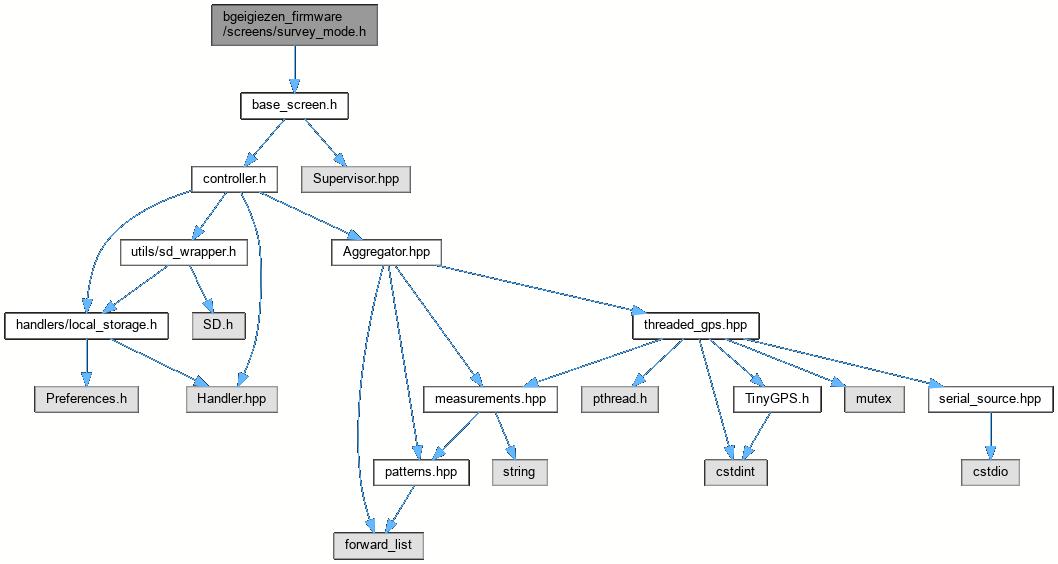 bgeigiezen_firmware
/screens/survey_mode.h
base_screen.h
controller.h
Supervisor.hpp
utils/sd_wrapper.h
Aggregator.hpp
handlers/local_storage.h
SD.h
threaded_gps.hpp
Preferences.h
Handler.hpp
measurements.hpp
pthread.h
TinyGPS.h
mutex
serial_source.hpp
patterns.hpp
string
cstdint
cstdio
forward_list